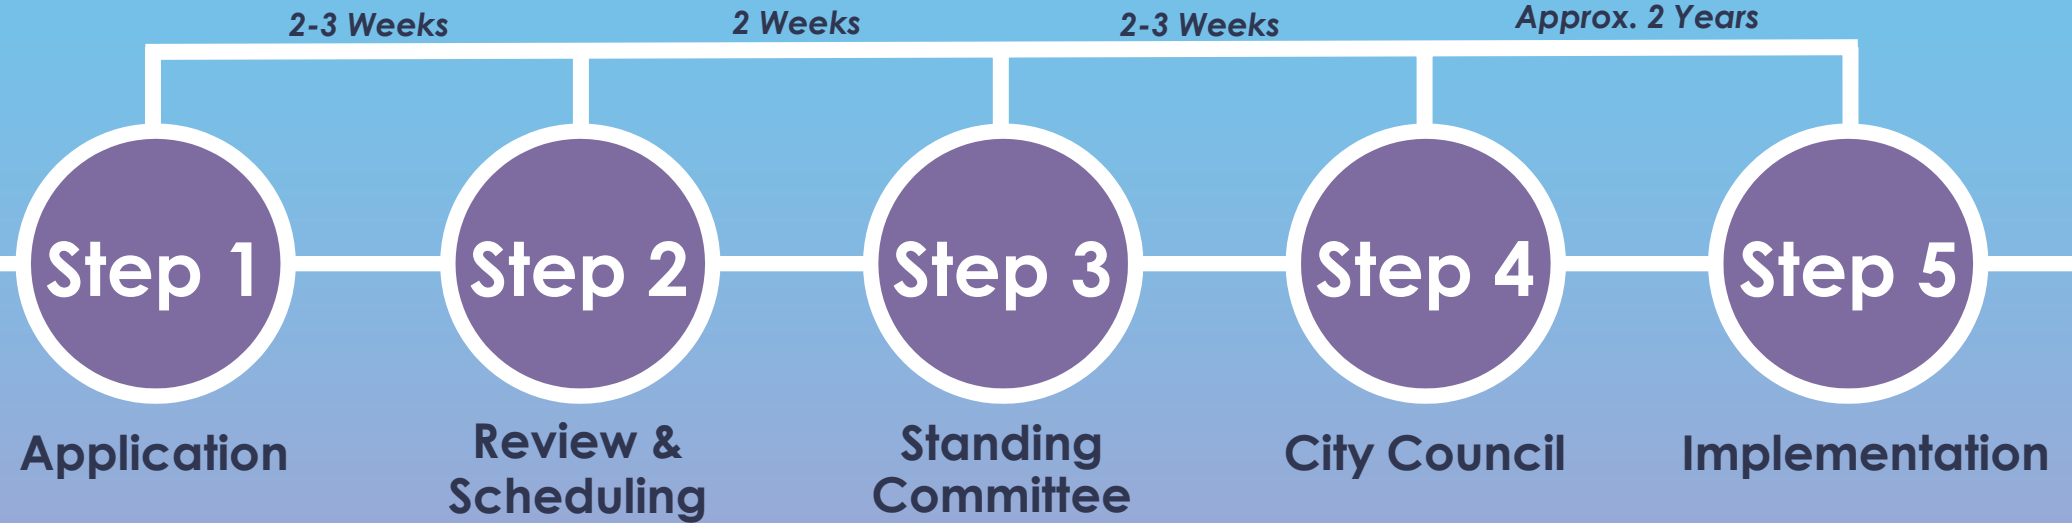 2-3 Weeks
2 Weeks
2-3 Weeks
Approx. 2 Years
Step 1
Step 2
Step 3
Step 4
Step 5
Application
Review &
Scheduling
Standing
Committee
City Council
Implementation